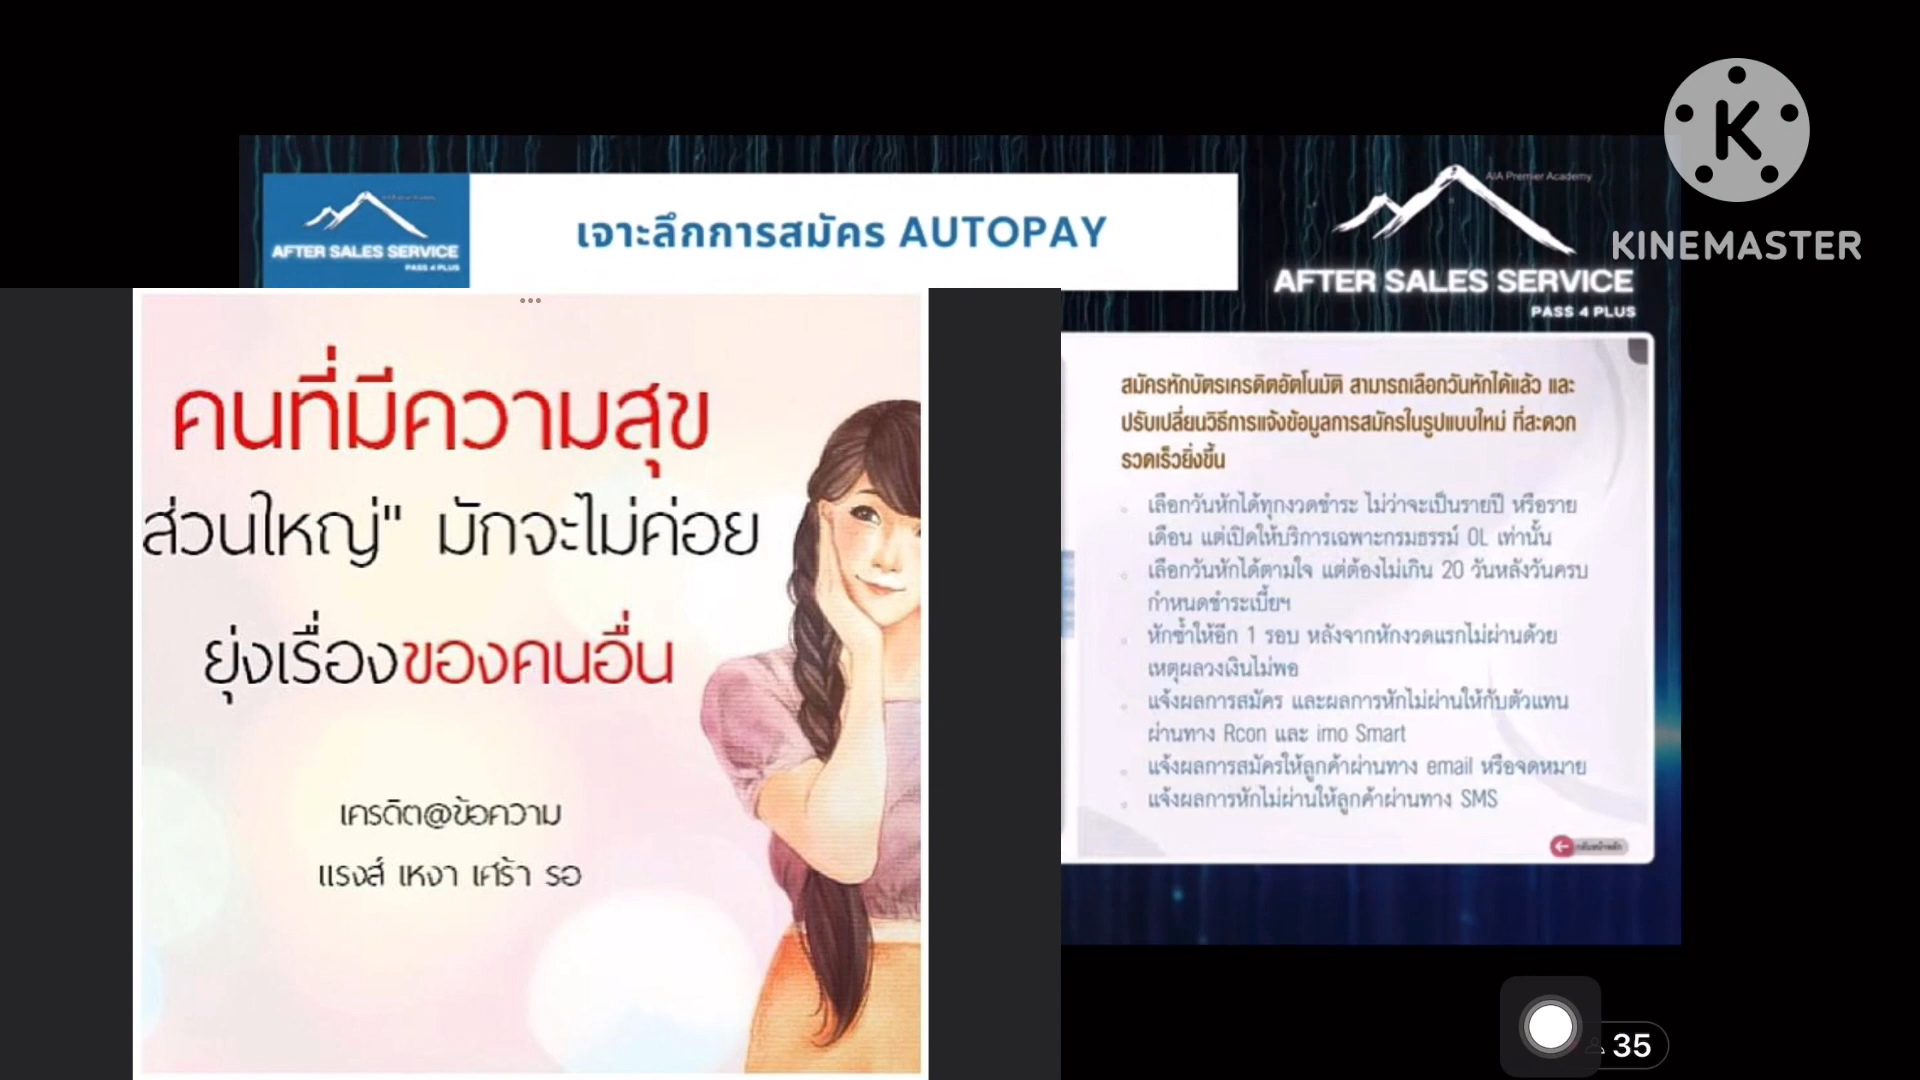 AIA Premier Academy
KINEMASTER
AFTER SALES SERVICE
PASS 4 PLUS
เจาะลึกการสมัคร AUTOPAY
AFTER SALES SERVICE
PASS 4 PLUS
คนที่มีความสุข
ส่วนใหญ่" มักจะไม่ค่อย
ยุ่งเรื่องของคนอื่น
เครดิต@ข้อความ
แรงส์ เหงา เศร้า รอ
สมัครหักบัตรเครดิตอัตโนมัติ สามารถเลือกวันหักได้แล้ว และ
ปรับเปลี่ยนวิธีการแจ้งข้อมูลการสมัครในรูปแบบใหม่ ที่สะดวก
รวดเร็วยิ่งขึ้น
เลือกวันหักได้ทุกงวดชำระ ไม่ว่าจะเป็นรายปี หรือราย
เดือน แต่เปิดให้บริการเฉพาะกรมธรรม์ OL เท่านั้น
เลือกวันหักได้ตามใจ แต่ต้องไม่เกิน 20 วันหลังวันครบ
กำหนดชำระเบี้ยฯ
หักซ้ำให้อีก 1 รอบ หลังจากหักงวดแรกไม่ผ่านด้วย
เหตุผลวงเงินไม่พอ
แจ้งผลการสมัคร และผลการหักไม่ผ่านให้กับตัวแทน
ผ่านทาง Rcon และ imo Smart
แจ้งผลการสมัครให้ลูกค้าผ่านทาง email หรือจดหมาย
แจ้งผลการหักไม่ผ่านให้ลูกค้าผ่านทาง SMS
กลับหน้าหลัก
35